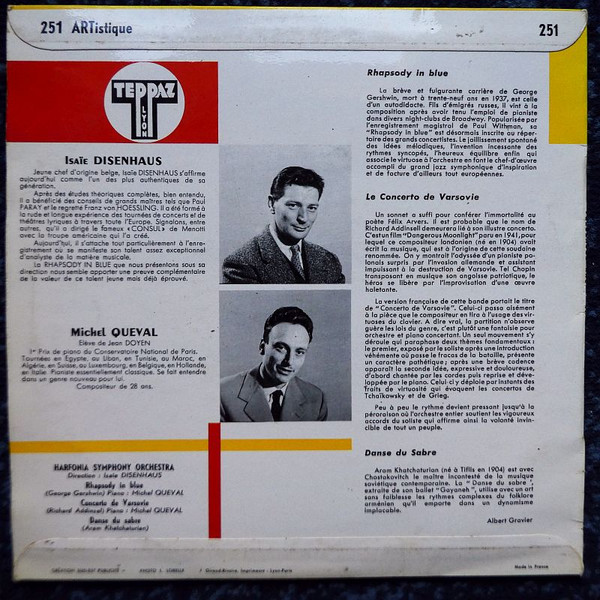 251 ARTistique
251
TEPPAZ
LYON
Isaïe DISENHAUS
Jeune chef d'origine belge, Isaïe DISENHAUS s'affirme
aujourd'hui comme l'un des plus authentiques de sa
génération.
Après des études théoriques complètes, bien entendu,
il a bénéficié des conseils de grands maîtres tels que Paul
PARAY et le regretté Franz von HOESSLING. Il a été formé à
la rude et longue expérience des tournées de concerts et de
théâtres lyriques à travers toute l'Europe. Signalons, entre
autres, qu'il a dirigé le fameux «CONSUL» de Menotti
avec la troupe américaine qui l'a créé.
Aujourd'hui, il s'attache tout particulièrement à l'enre-
gistrement où se manifeste son talent assez exceptionnel
d'analyste de la matière musicale.
La RHAPSODY IN BLUE que nous présentons sous sa
direction nous semble apporter une preuve complémentaire
de la valeur de ce talent jeune mais déjà éprouvé.
Michel QUEVAL
Elève de Jean DOYEN
1er Prix de piano du Conservatoire National de Paris.
Tournées en Egypte, au Liban, en Tunisie, au Maroc, en
Algérie, en Suisse, au Luxembourg, en Belgique, en Hollande,
en Italie. Pianiste essentiellement classique. Se fait entendre
dans un genre nouveau pour lui.
Compositeur de 28 ans.
HARFONIA SYMPHONY ORCHESTRA
Direction : Isaïe DISENHAUS
Rhapsody in blue
(George Gershwin) Piano : Michel QUEVAL
Concerto de Varsovie
(Richard Addinsel) Piano : Michel QUEVAL
Danse du sabre
(Aram Khatchaturian)
Rhapsody in blue
La brève et fulgurante carrière de George
Gershwin, mort à trente-neuf ans en 1937, est celle
d'un autodidacte. Fils d'émigrés russes, il vint à la
composition après avoir tenu l'emploi de pianiste
dans divers night-clubs de Broadway. Popularisée par
l'enregistrement magistral de Paul Withman, sa
"Rhapsody in blue" est désormais inscrite au réper-
toire des grands concertistes. Le jaillissement spontané
des idées mélodiques, l'invention incessante des
rythmes syncopés, l'heureux équilibre enfin qui
associe le virtuose à l'orchestre en font le chef-d'œuvre
accompli du grand jazz symphonique d'inspiration
et de facture d'ailleurs tout européennes.
Le Concerto de Varsovie
Un sonnet a suffi pour conférer l'immortalité au
poète Félix Arvers. Il est probable que le nom de
Richard Addinsel demeurera lié à son illustre concerto.
C'est un film "Dangerous Moonlight" paru en 1941, pour
lequel ce compositeur londonien (né en 1904) avait
écrit la musique, qui est à l'origine de cette soudaine
renommée. On y montrait l'odyssée d'un pianiste po-
lonais surpris par l'invasion allemande et assistant
impuissant à la destruction de Varsovie. Tel Chopin
transposant en musique son angoisse patriotique, le
héros se libère par l'improvisation d'une œuvre
haletante.
La version française de cette bande portait le titre
de "Concerto de Varsovie". Celui-ci passa aisément
à la pièce que le compositeur en tira à l'usage des virtu-
oses du clavier. A dire vrai, la partition n'observe
guère les lois du genre, c'est plutôt une fantaisie pour
piano et orchestre qu'un concerto. Un seul mouvement s'y
déroule qui paraphrase deux thèmes fondamentaux :
le premier, exposé par le soliste après une introduction
véhémente où passe le fracas de la bataille, présente
un caractère pathétique ; après une brève cadence
apparaît la seconde idée, expressive et douloureuse,
d'abord chantée par les cordes puis reprise et déve-
loppée par le piano. Celui-ci y déploie par instants des
traits de virtuosité qui évoquent les concertos de
Tchaïkowsky et de Grieg.
Peu à peu le rythme devient pressant jusqu'à la
péroraison où l'orchestre entier soutient les vigoureux
accords du soliste qui affirme ainsi la volonté invin-
cible de tout un peuple.
Danse du Sabre
Aram Khatchaturian (né à Tiflis en 1904) est avec
Chostakovitch le maître incontesté de la musique
soviétique contemporaine. La "Danse du sabre",
extraite de son ballet "Gayaneh", utilise avec un art
sans faiblesse les rythmes complexes du folklore
arménien qu'il emporte dans un dynamisme
implacable.
Albert Gravier
Made in France